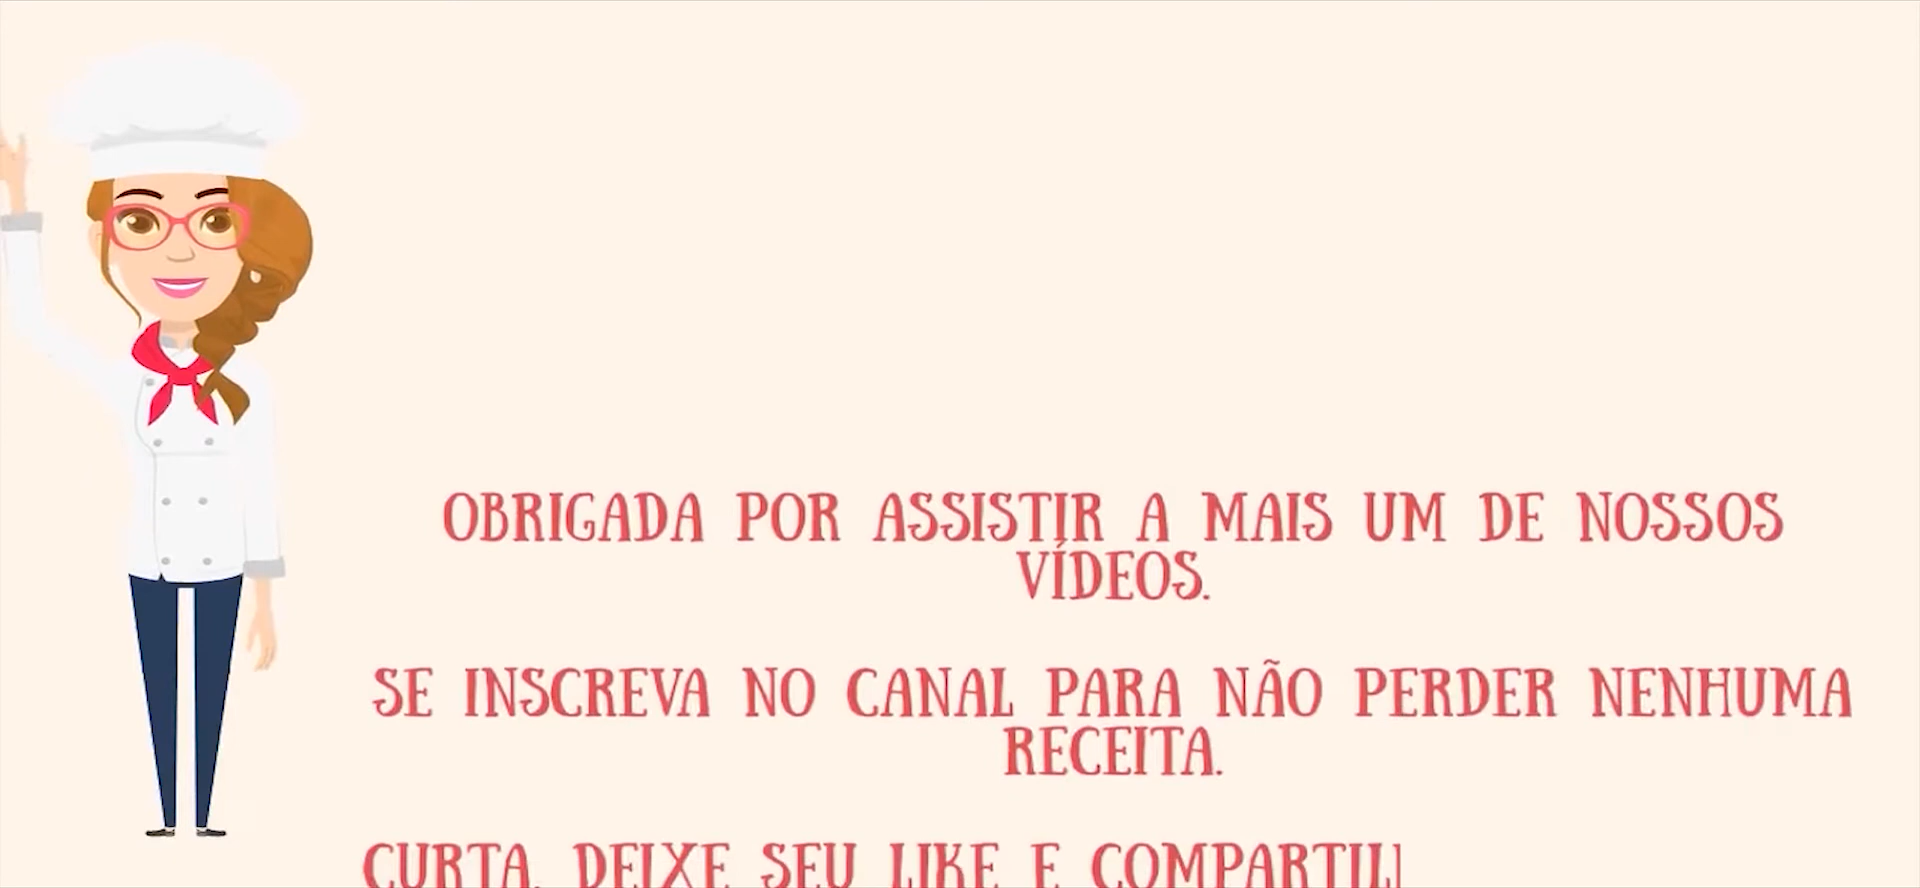 OBRIGADA POR ASSISTIR A MAIS UM DE NOSSOS
VÍDEOS.
SE INSCREVA NO CANAL PARA NÃO PERDER NENHUMA
RECEITA.
CURTA, DEIXE SEU LIKE E COMPARTIL